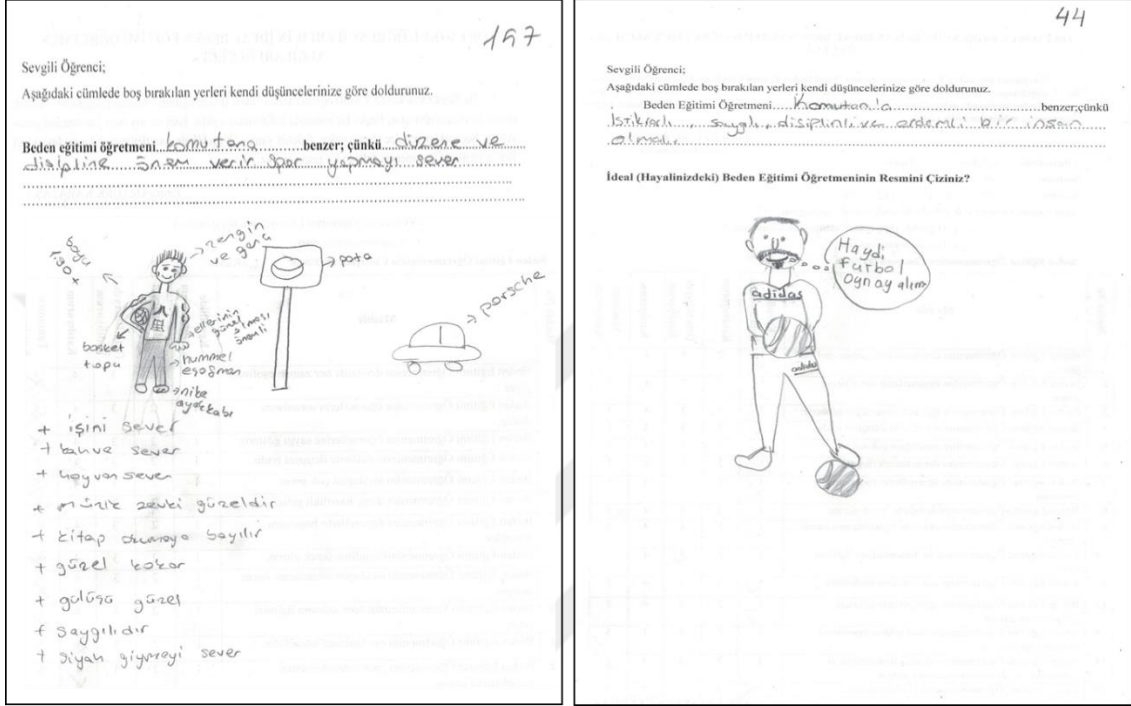 197
Sevgili Öğrenci;
Aşağıdaki cümlede boş bırakılan yerleri kendi düşüncelerinize göre doldurunuz.
Beden eğitimi öğretmeni komutana benzer; çünkü düzene ve
disipline önem verir spor yapmayı sever
zengin
ve genç
pota
porsche
basket
topu
ellerinin
güzel
olması
önemli
hummel
eşoğman
nike
ayakkabı
+ işini sever
+ kahve sever
+ hayvan sever
+ müzik zevki güzeldir
+ kitap okumaya bayılır
+ güzel kokar
+ gülüşü güzel
+ saygılıdır
+ siyah giymeyi sever
44
Sevgili Öğrenci;
Aşağıdaki cümlede boş bırakılan yerleri kendi düşüncelerinize göre doldurunuz.
Beden Eğitimi Öğretmeni Komutan'a benzer;çünkü
İstikrarlı, saygılı, disiplinli ve erdemli bir insan
olmalı.
İdeal (Hayalinizdeki) Beden Eğitimi Öğretmeninin Resmini Çiziniz?
Haydi
futbol
oynayalım
adidas
adidas